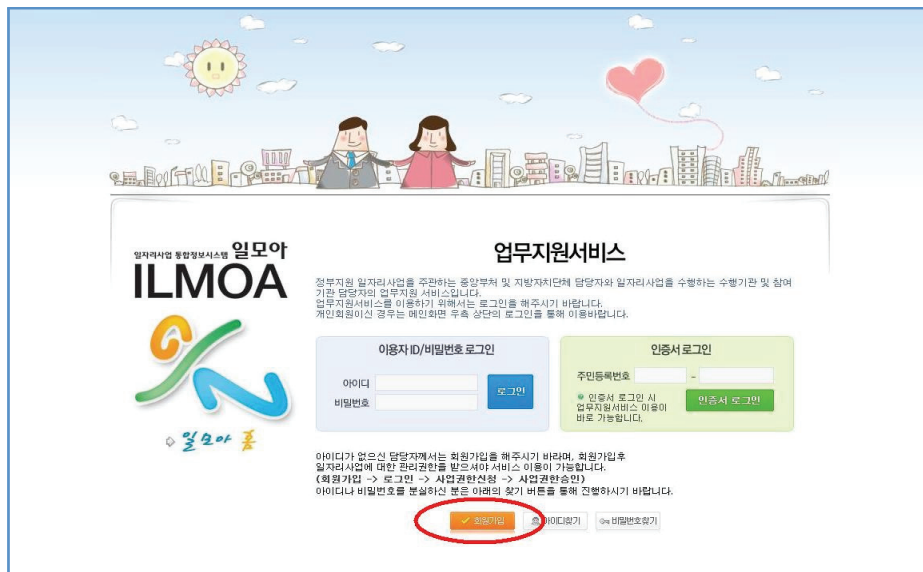 일자리사업 통합정보시스템 일모아
ILMOA
일모아 홈
업무지원서비스
정부지원 일자리사업을 주관하는 중앙부처 및 지방자치단체 담당자와 일자리사업을 수행하는 수행기관 및 참여
기관 담당자의 업무지원 서비스입니다.
업무지원서비스를 이용하기 위해서는 로그인을 해주시기 바랍니다.
개인회원이신 경우는 메인화면 우측 상단의 로그인을 통해 이용바랍니다.
이용자 ID/비밀번호 로그인
아이디
비밀번호
로그인
인증서 로그인
주민등록번호 -
인증서 로그인 시
업무지원서비스 이용이
바로 가능합니다.
인증서 로그인
아이디가 없으신 담당자께서는 회원가입을 해주시기 바라며, 회원가입후
일자리사업에 대한 관리권한을 받으셔야 서비스 이용이 가능합니다.
(회원가입 -> 로그인 -> 사업권한신청 -> 사업권한승인)
아이디나 비밀번호를 분실하신 분은 아래의 찾기 버튼을 통해 진행하시기 바랍니다.
회원가입 아이디찾기 비밀번호찾기